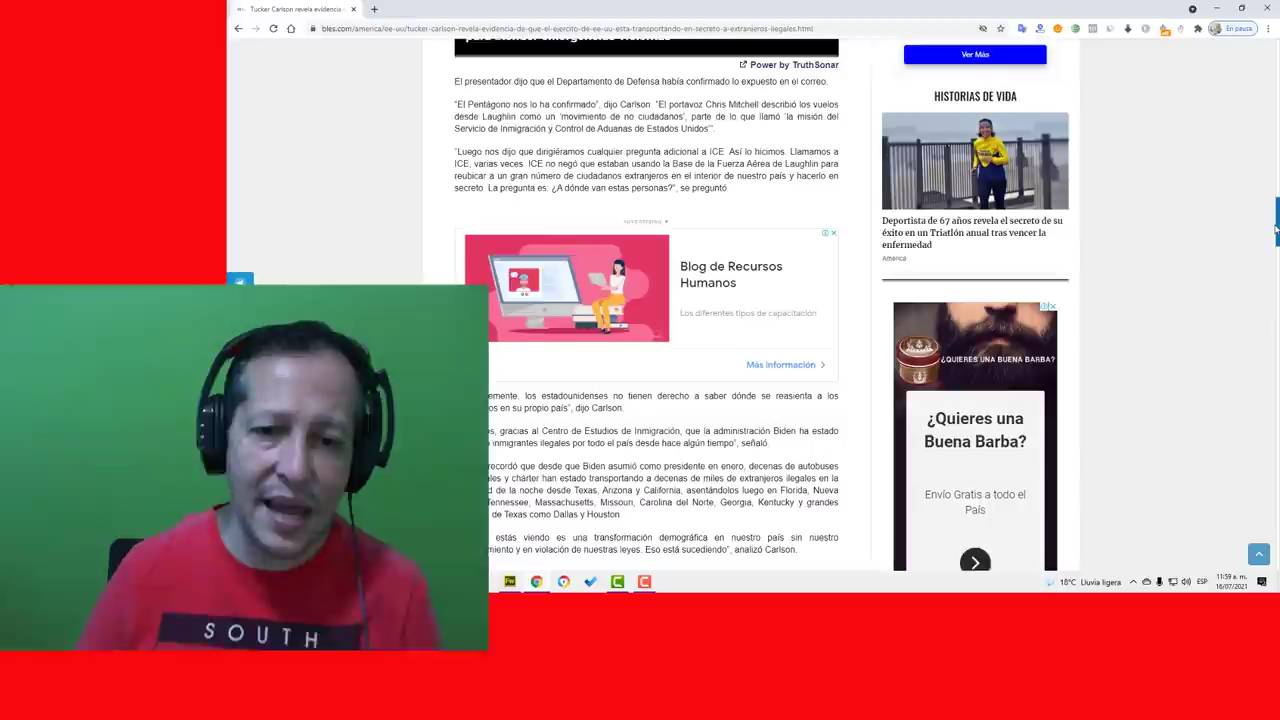 Tucker Carlson revela evidencia
En pausa
bles.com/america/ee-uu/tucker-carlson-revela-evidencia-de-que-el-ejercito-de-ee-uu-esta-transportando-en-secreto-a-extranjeros-ilegales.html
Power by TruthSonar
El presentador dijo que el Departamento de Defensa había confirmado lo expuesto en el correo.
“El Pentágono nos lo ha confirmado”, dijo Carlson. “El portavoz Chris Mitchell describió los vuelos
desde Laughlin como un ‘movimiento de no ciudadanos’, parte de lo que llamó ‘la misión del
Servicio de Inmigración y Control de Aduanas de Estados Unidos’”.
“Luego nos dijo que dirigiéramos cualquier pregunta adicional a ICE. Así lo hicimos. Llamamos a
ICE, varias veces. ICE no negó que estaban usando la Base de la Fuerza Aérea de Laughlin para
reubicar a un gran número de ciudadanos extranjeros en el interior de nuestro país y hacerlo en
secreto. La pregunta es: ¿A dónde van estas personas?”, se preguntó.
ADVERTISING
Blog de Recursos
Humanos
Los diferentes tipos de capacitación
Más información
emente, los estadounidenses no tienen derecho a saber dónde se reasienta a los
os en su propio país”, dijo Carlson.
s, gracias al Centro de Estudios de Inmigración, que la administración Biden ha estado
inmigrantes ilegales por todo el país desde hace algún tiempo”, señaló.
recordó que desde que Biden asumió como presidente en enero, decenas de autobuses
les y chárter han estado transportando a decenas de miles de extranjeros ilegales en la
d de la noche desde Texas, Arizona y California, asentándolos luego en Florida, Nueva
Tennessee, Massachusetts, Missouri, Carolina del Norte, Georgia, Kentucky y grandes
de Texas como Dallas y Houston.
estás viendo es una transformación demográfica en nuestro país sin nuestro
miento y en violación de nuestras leyes. Eso está sucediendo”, analizó Carlson.
Ver Más
HISTORIAS DE VIDA
Deportista de 67 años revela el secreto de su
éxito en un Triatlón anual tras vencer la
enfermedad
America
¿QUIERES UNA BUENA BARBA?
¿Quieres una
Buena Barba?
Envío Gratis a todo el
País
SOUTH
18°C Lluvia ligera
ESP
11:59 a. m.
16/07/2021